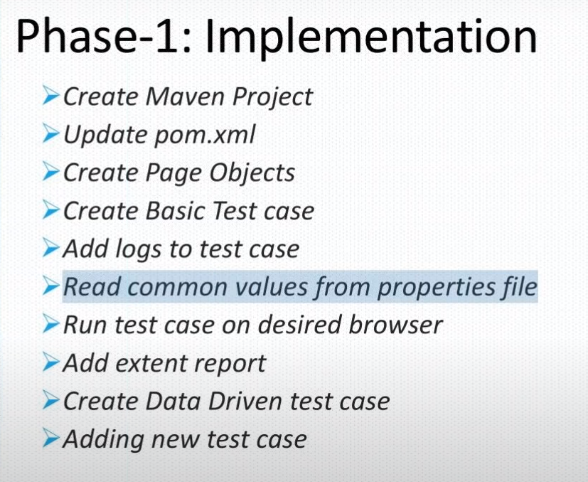 Phase-1: Implementation
Create Maven Project
Update pom.xml
Create Page Objects
Create Basic Test case
Add logs to test case
Read common values from properties file
Run test case on desired browser
Add extent report
Create Data Driven test case
Adding new test case